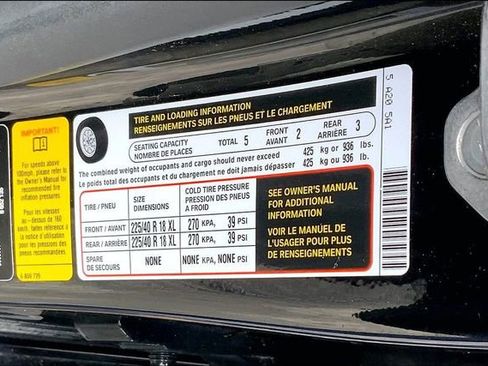 IMPORTANT!
For speeds above
100mph, please
refer to the
Owner's Manual for
recommended
tire inflation
pressures
Pour les vitesses
au-dessus de 160
km/h, faites
référence à ce
manuel pour les
pressions des
pneus recommandés.
TIRE AND LOADING INFORMATION
RENSEIGNEMENTS SUR LES PNEUS ET LE CHARGEMENT
SEATING CAPACITY
NOMBRE DE PLACES
TOTAL 5
FRONT
AVANT 2
REAR
ARRIÈRE 3
The combined weight of occupants and cargo should never exceed 425 kg or 936 lbs.
Le poids total des occupants et du chargement ne doit jamais dépasser 425 kg or 936 lb.
TIRE / PNEU
SIZE
DIMENSIONS
COLD TIRE PRESSURE
PRESSION DES PNEUS
A FROID
FRONT / AVANT 225/40 R 18 XL 270 KPA, 39 PSI
REAR / ARRIÈRE 225/40 R 18 XL 270 KPA, 39 PSI
SPARE
DE SECOURS
NONE NONE KPA, NONE PSI
SEE OWNER'S MANUAL
FOR ADDITIONAL
INFORMATION
VOIR LE MANUEL DE
L'USAGER POUR PLUS
DE RENSEIGNEMENTS
5 A20 5A1